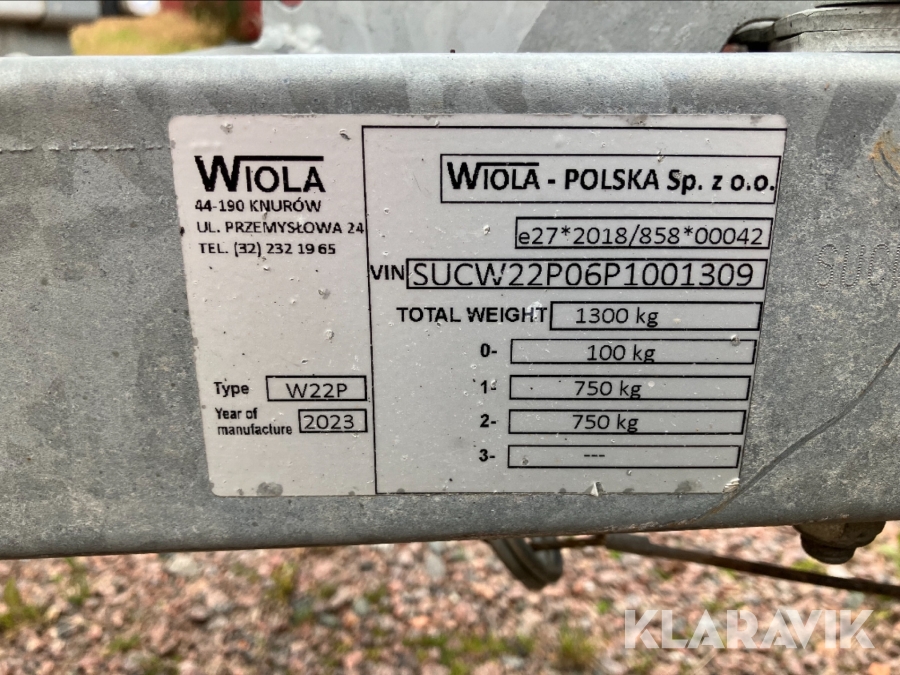 WIOLA
44-190 KNURÓW
UL. PRZEMYSŁOWA 24
TEL. (32) 232 19 65
Type W22P
Year of
manufacture 2023
WIOLA - POLSKA Sp. z o.o.
e27*2018/858*00042
VIN SUCW22P06P1001309
TOTAL WEIGHT 1300 kg
0- 100 kg
1- 750 kg
2- 750 kg
3- ---
SUCW
KLARAVIK